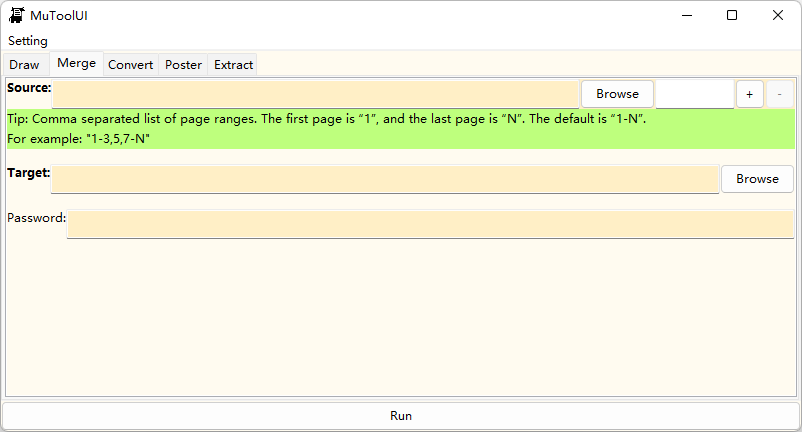 MuToolUI
Setting
Draw Merge Convert Poster Extract
Source: Browse + -
Tip: Comma separated list of page ranges. The first page is “1”, and the last page is “N”. The default is “1-N”.
For example: "1-3,5,7-N"
Target: Browse
Password:
Run